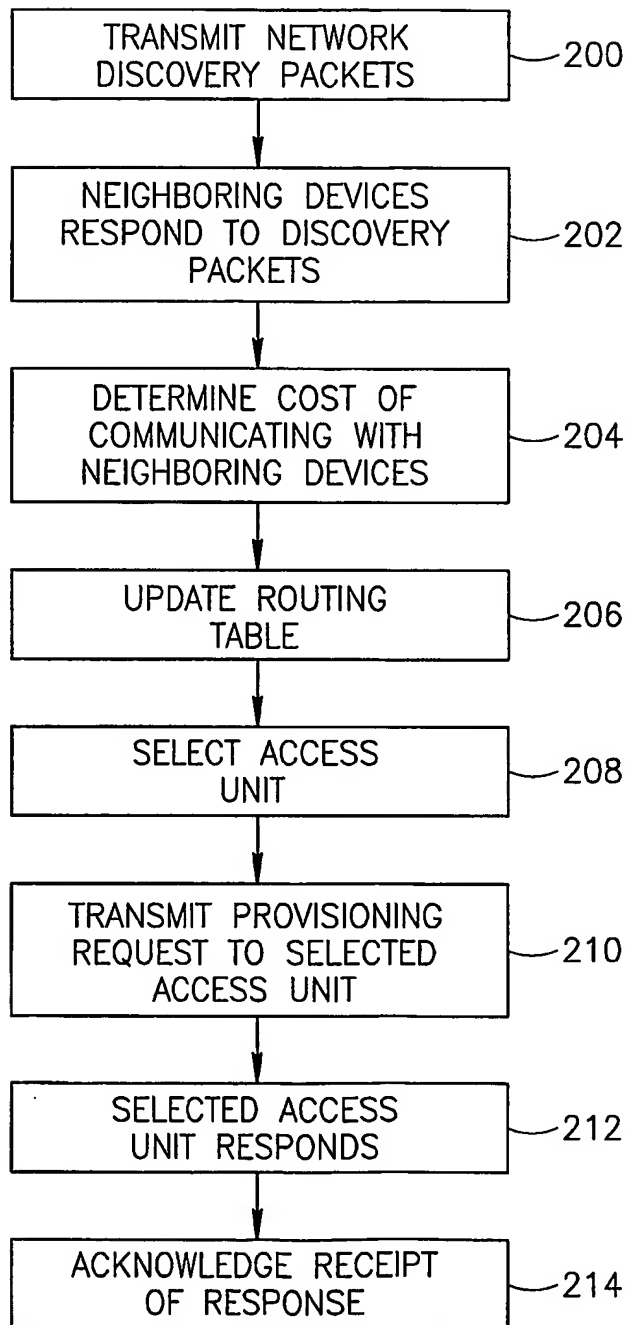 TRANSMIT NETWORK
DISCOVERY PACKETS
200
NEIGHBORING DEVICES
RESPOND TO DISCOVERY
PACKETS
202
DETERMINE COST OF
COMMUNICATING WITH
NEIGHBORING DEVICES
204
UPDATE ROUTING
TABLE
206
SELECT ACCESS
UNIT
208
TRANSMIT PROVISIONING
REQUEST TO SELECTED
ACCESS UNIT
210
SELECTED ACCESS
UNIT RESPONDS
212
ACKNOWLEDGE RECEIPT
OF RESPONSE
214